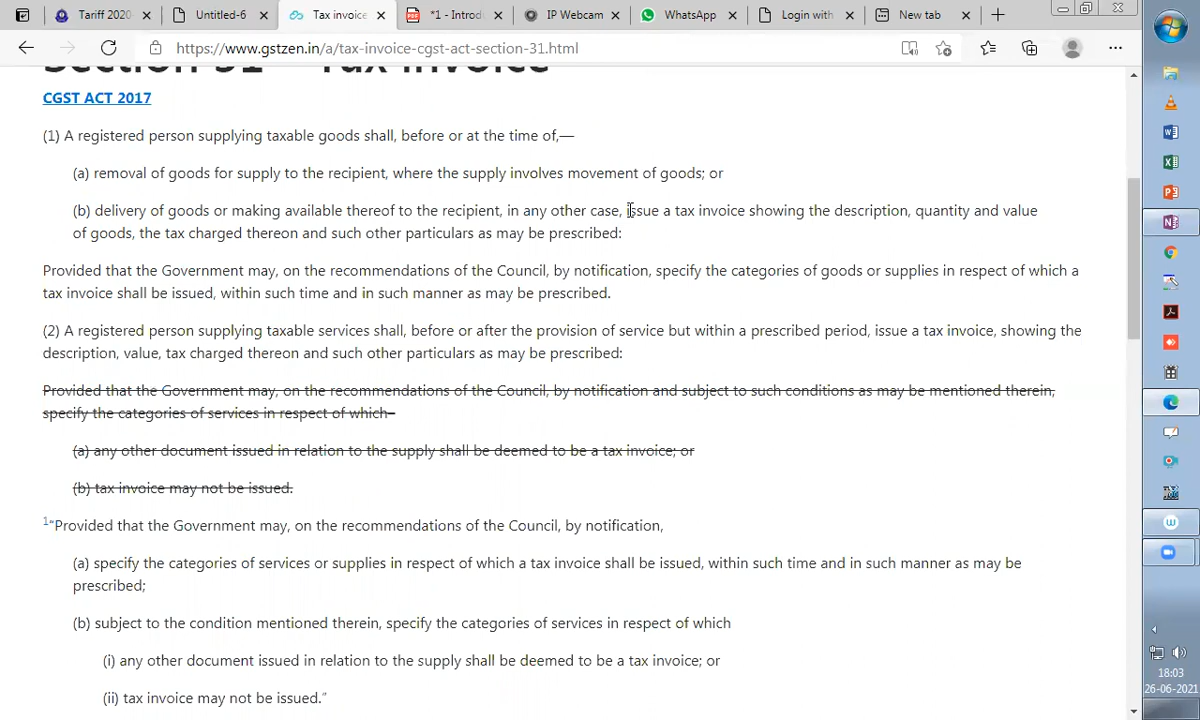 Tariff 2020-
Untitled-6
Tax invoice
*1 - Introd
IP Webcam
WhatsApp
Login with
New tab
https://www.gstzen.in/a/tax-invoice-cgst-act-section-31.html
Section 31 – Tax Invoice
CGST ACT 2017
(1) A registered person supplying taxable goods shall, before or at the time of,—
(a) removal of goods for supply to the recipient, where the supply involves movement of goods; or
(b) delivery of goods or making available thereof to the recipient, in any other case, issue a tax invoice showing the description, quantity and value
of goods, the tax charged thereon and such other particulars as may be prescribed:
Provided that the Government may, on the recommendations of the Council, by notification, specify the categories of goods or supplies in respect of which a
tax invoice shall be issued, within such time and in such manner as may be prescribed.
(2) A registered person supplying taxable services shall, before or after the provision of service but within a prescribed period, issue a tax invoice, showing the
description, value, tax charged thereon and such other particulars as may be prescribed:
Provided that the Government may, on the recommendations of the Council, by notification and subject to such conditions as may be mentioned therein,
specify the categories of services in respect of which–
(a) any other document issued in relation to the supply shall be deemed to be a tax invoice; or
(b) tax invoice may not be issued.
1“Provided that the Government may, on the recommendations of the Council, by notification,
(a) specify the categories of services or supplies in respect of which a tax invoice shall be issued, within such time and in such manner as may be
prescribed;
(b) subject to the condition mentioned therein, specify the categories of services in respect of which
(i) any other document issued in relation to the supply shall be deemed to be a tax invoice; or
(ii) tax invoice may not be issued.”
18:03
26-06-2021